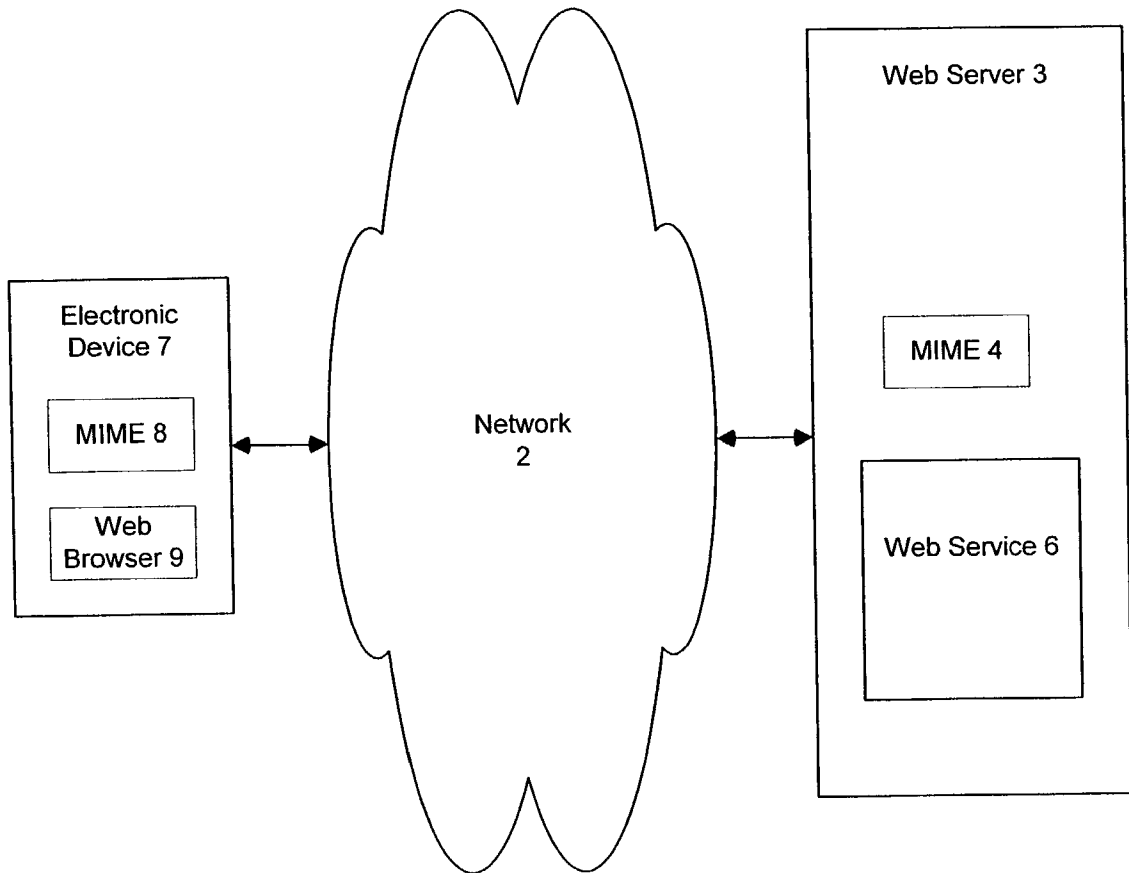 Electronic
Device 7
MIME 8
Web
Browser 9
Network
2
Web Server 3
MIME 4
Web Service 6